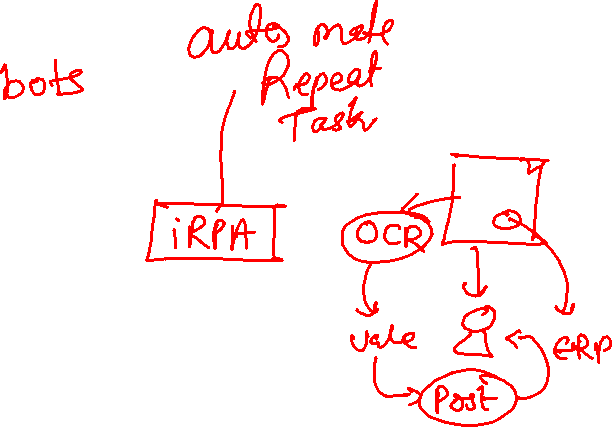 automate
Repeat
Task
bots
iRPA
OCR
vale
ERP
Post